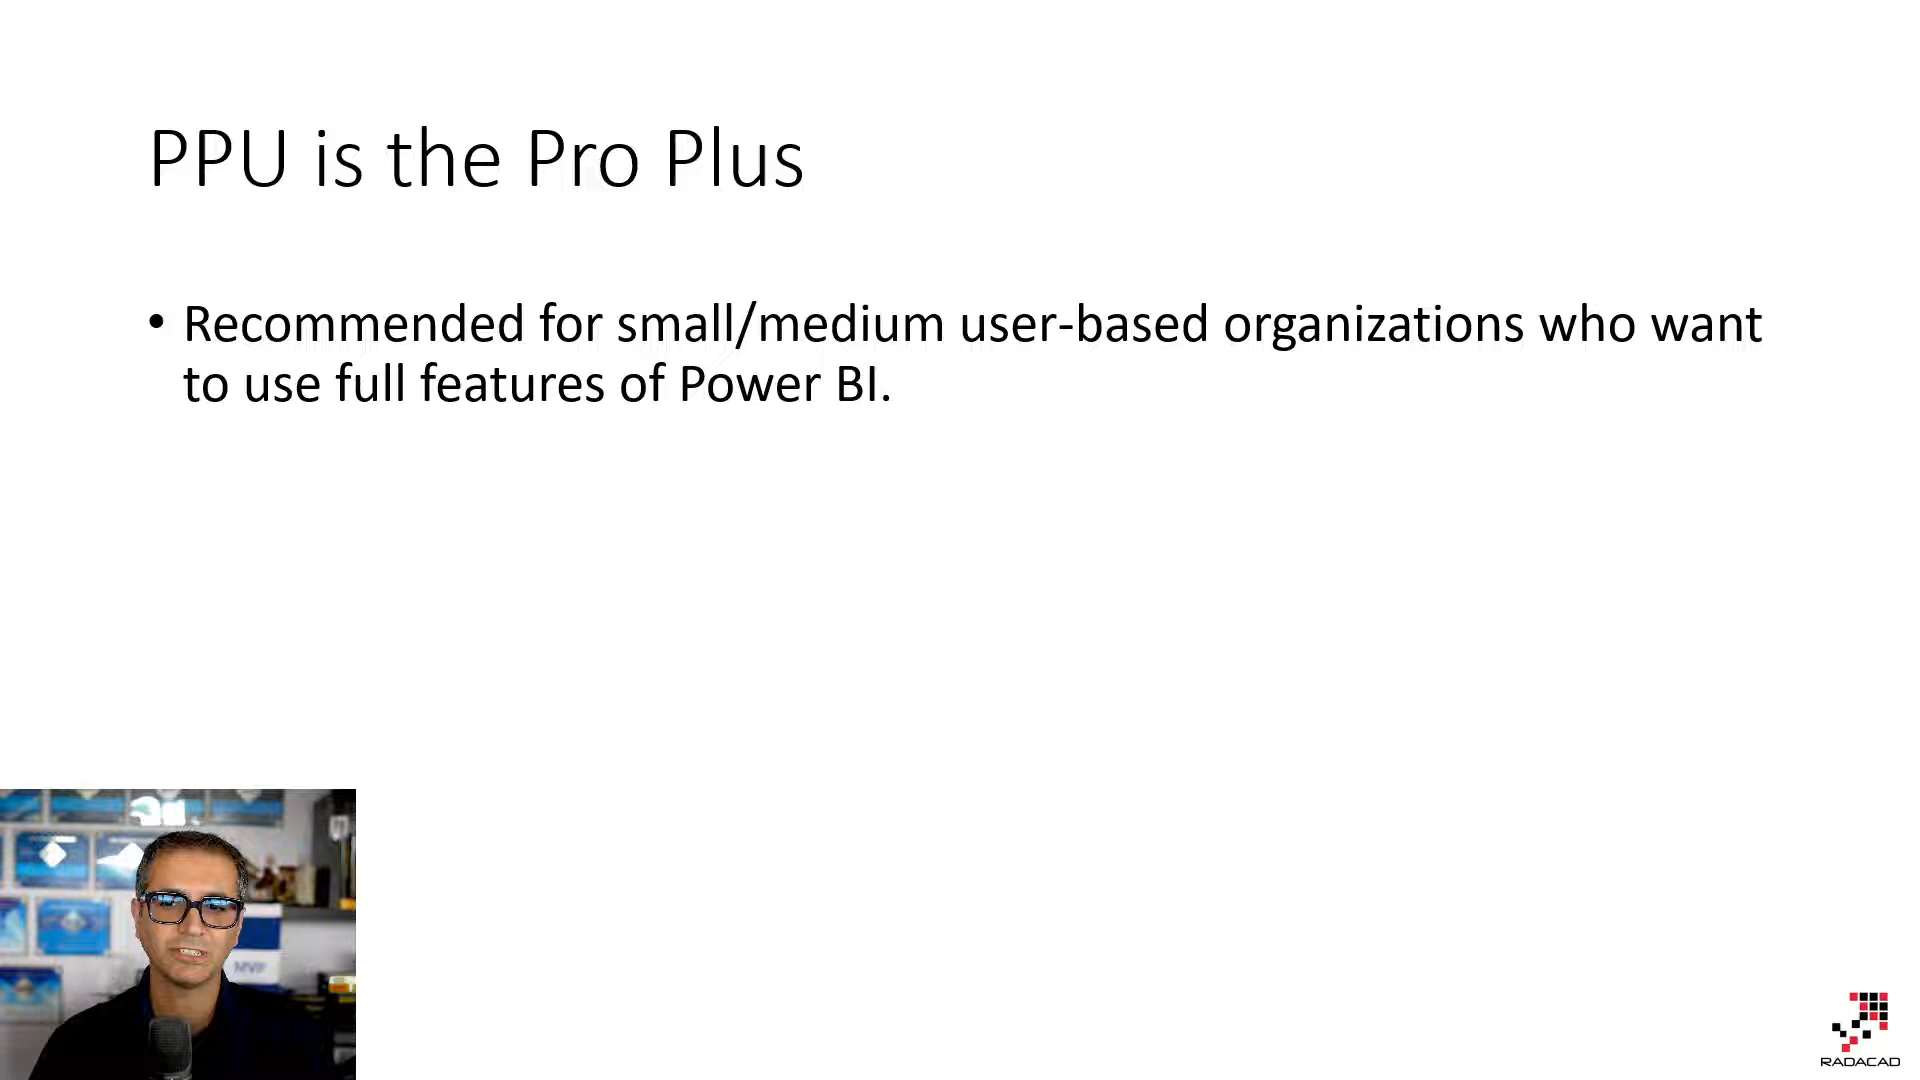 PPU is the Pro Plus
• Recommended for small/medium user-based organizations who want
to use full features of Power BI.
MVP
RADACAD